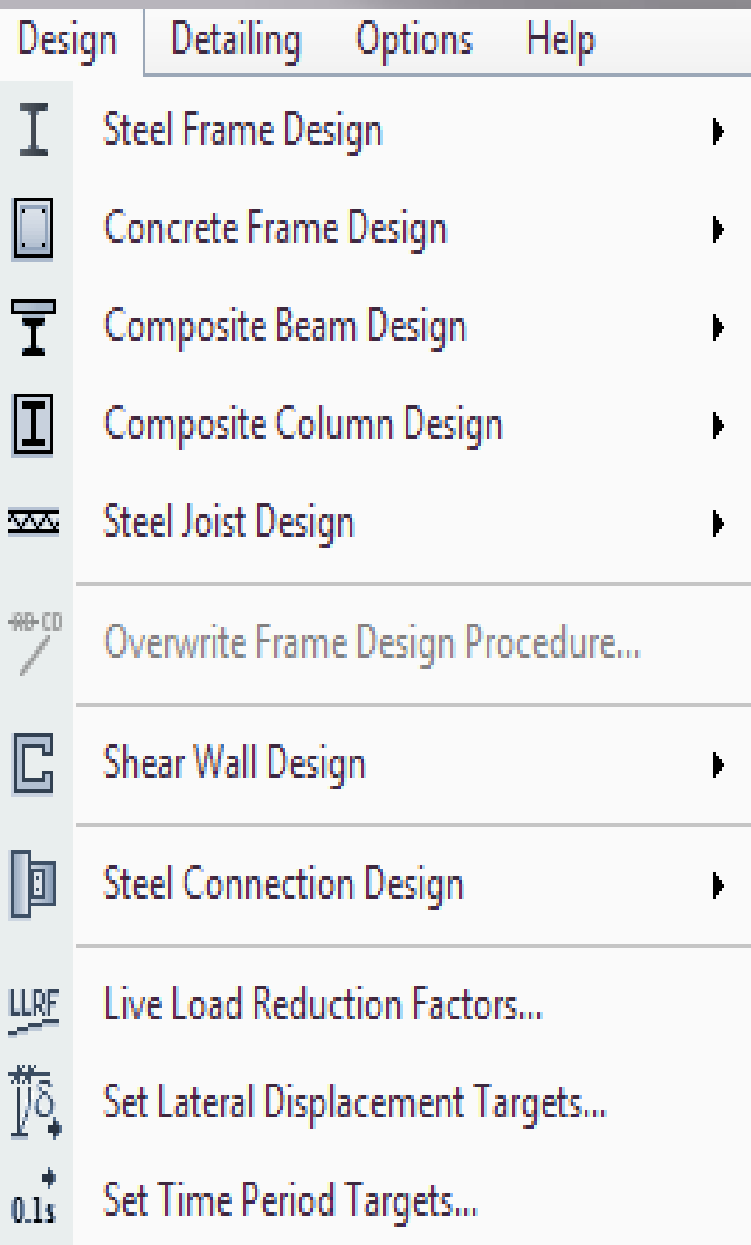 Design Detailing Options Help
Steel Frame Design
Concrete Frame Design
Composite Beam Design
Composite Column Design
Steel Joist Design
AB-CD
Overwrite Frame Design Procedure...
Shear Wall Design
Steel Connection Design
LLRF Live Load Reduction Factors...
δ Set Lateral Displacement Targets...
0.1s Set Time Period Targets...